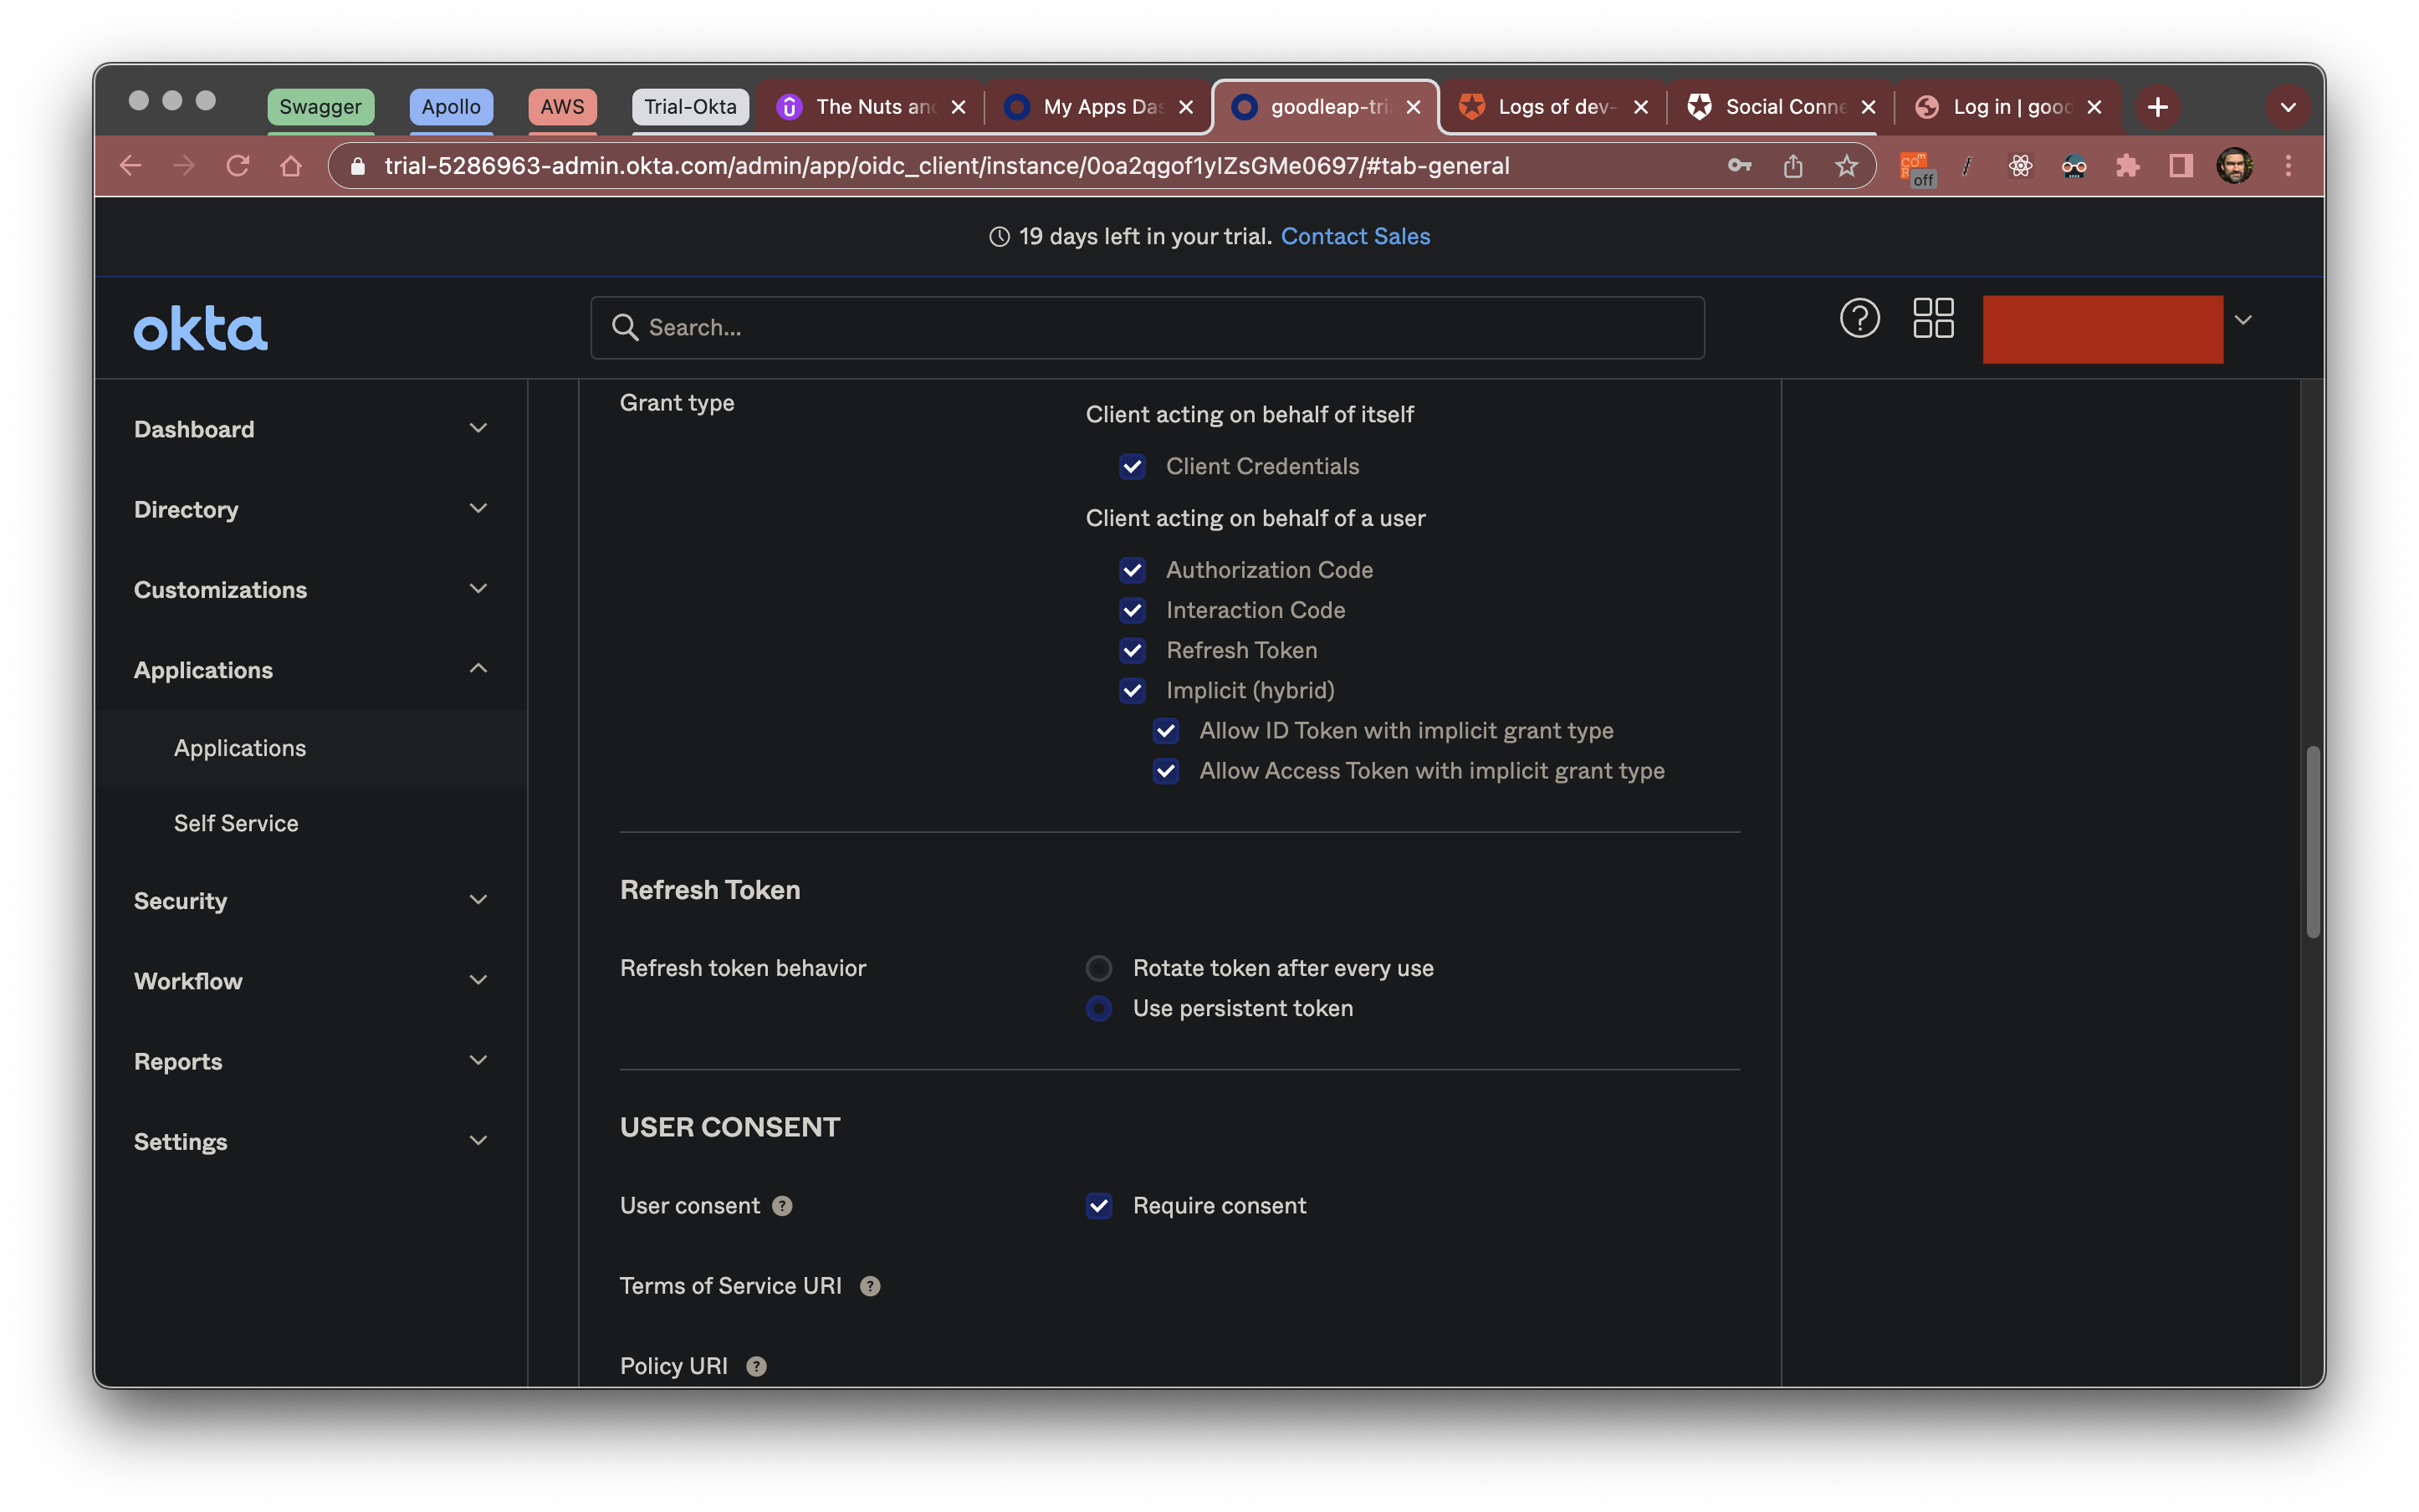 Swagger Apollo AWS Trial-Okta The Nuts an My Apps Das goodleap-tri Logs of dev- Social Conne Log in | good
trial-5286963-admin.okta.com/admin/app/oidc_client/instance/0oa2qgof1yIZsGMe0697/#tab-general
off
19 days left in your trial. Contact Sales
okta
Search...
Dashboard
Directory
Customizations
Applications
Applications
Self Service
Security
Workflow
Reports
Settings
Grant type
Client acting on behalf of itself
Client Credentials
Client acting on behalf of a user
Authorization Code
Interaction Code
Refresh Token
Implicit (hybrid)
Allow ID Token with implicit grant type
Allow Access Token with implicit grant type
Refresh Token
Refresh token behavior
Rotate token after every use
Use persistent token
USER CONSENT
User consent
Require consent
Terms of Service URI
Policy URI